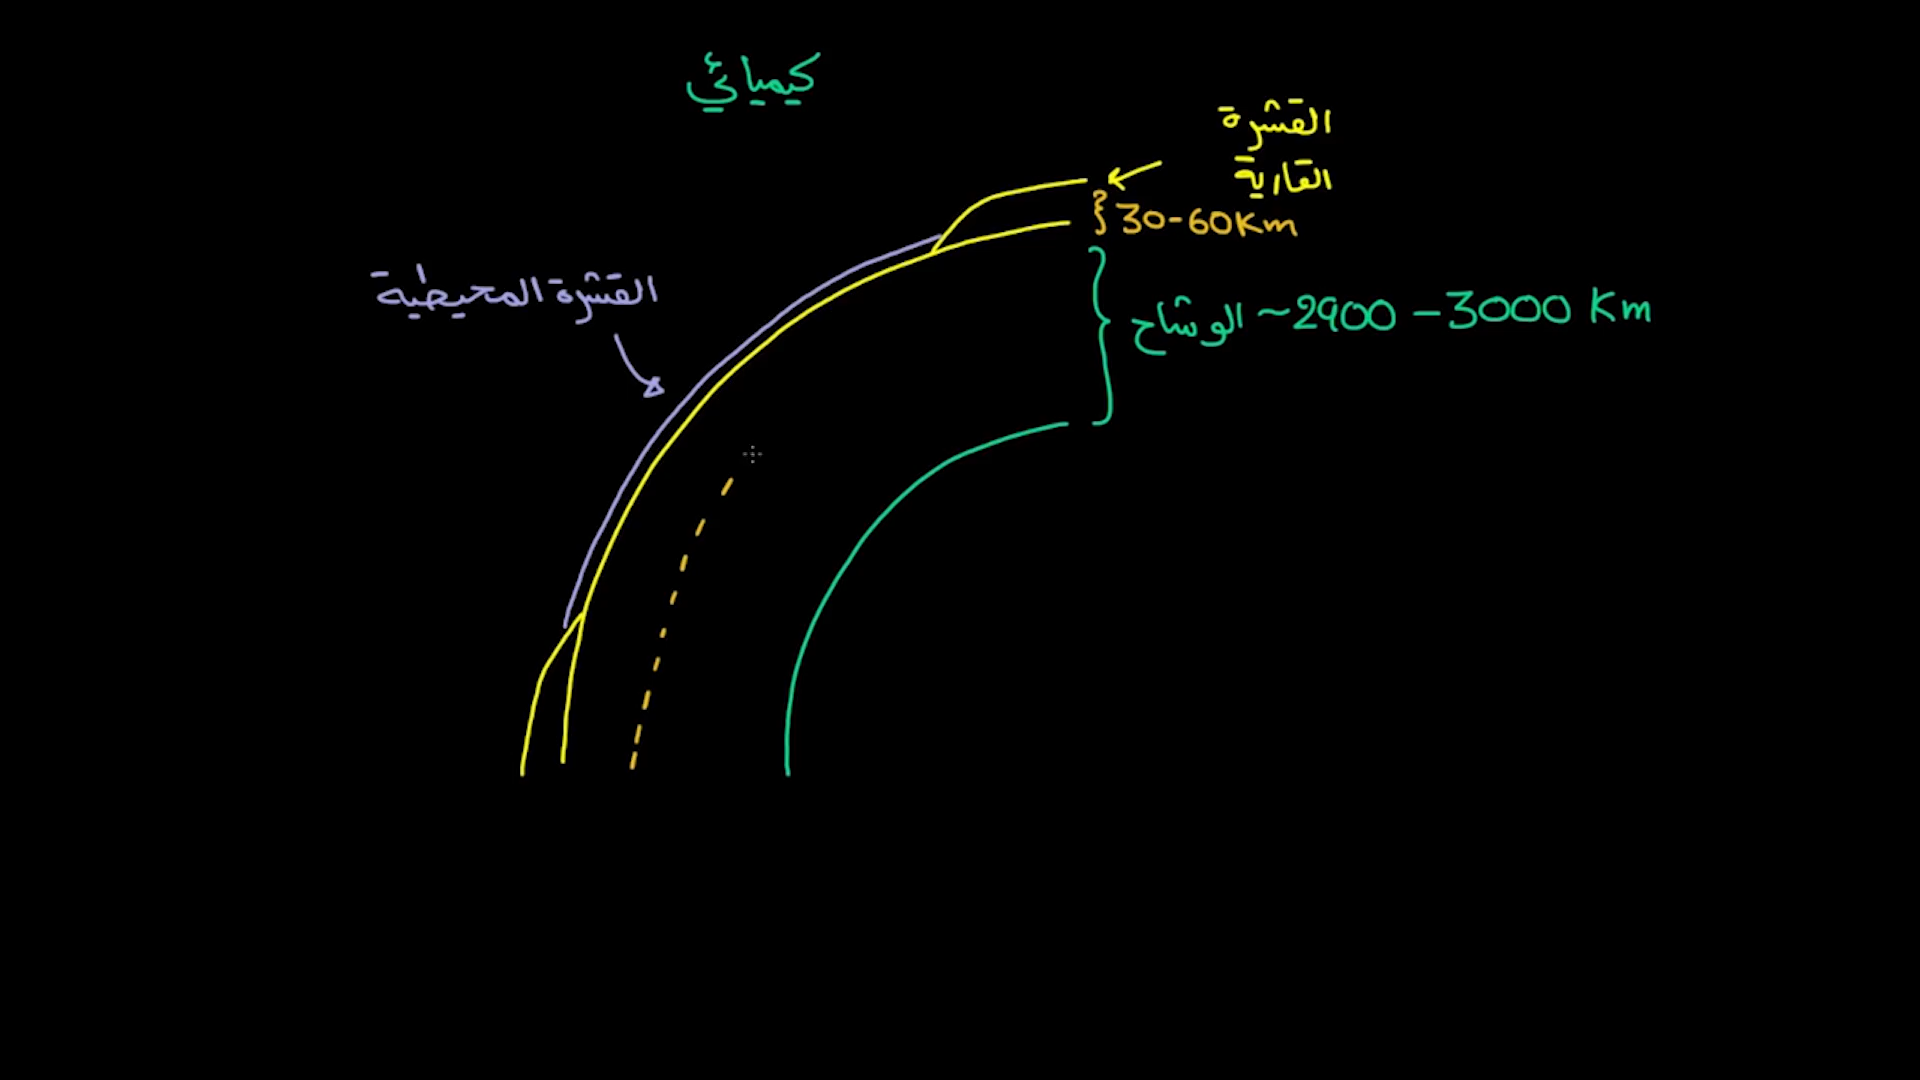 كيميائي
القشرة
القارية
30-60Km
القشرة المحيطية
الوشاح ~2900 - 3000 Km